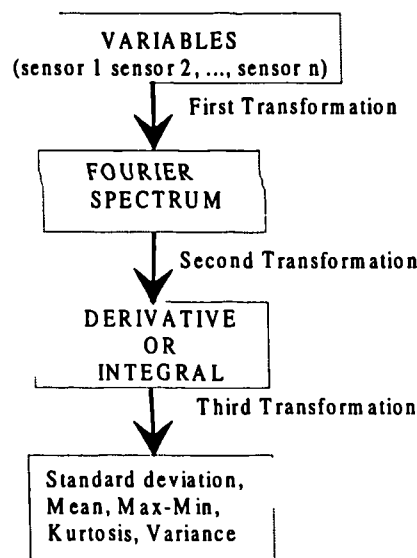 VARIABLES
(sensor 1 sensor 2, ..., sensor n)
First Transformation
FOURIER
SPECTRUM
Second Transformation
DERIVATIVE
OR
INTEGRAL
Third Transformation
Standard deviation,
Mean, Max-Min,
Kurtosis, Variance